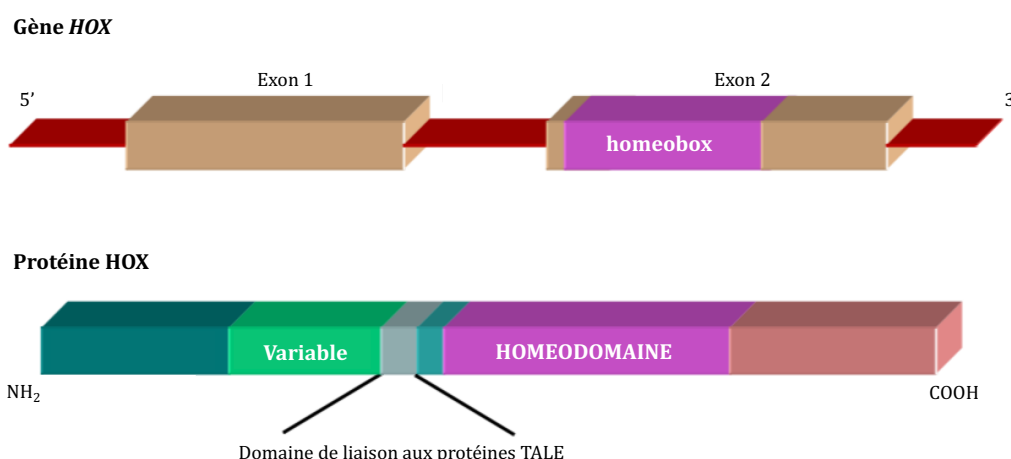 Gène HOX
Exon 1
Exon 2
5’
3
homeobox
Protéine HOX
Variable
HOMEODOMAINE
NH₂
COOH
Domaine de liaison aux protéines TALE